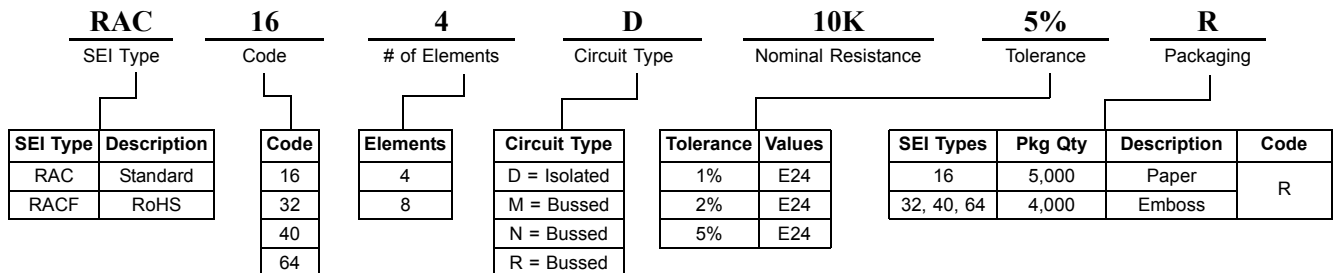 RAC 16 4 D 10K 5% R
SEI Type Code # of Elements Circuit Type Nominal Resistance Tolerance Packaging
SEI Type Description
RAC Standard
RACF RoHS
Code
16
32
40
64
Elements
4
8
Circuit Type
D = Isolated
M = Bussed
N = Bussed
R = Bussed
Tolerance Values
1% E24
2% E24
5% E24
SEI Types Pkg Qty Description Code
16 5,000 Paper R
32, 40, 64 4,000 Emboss